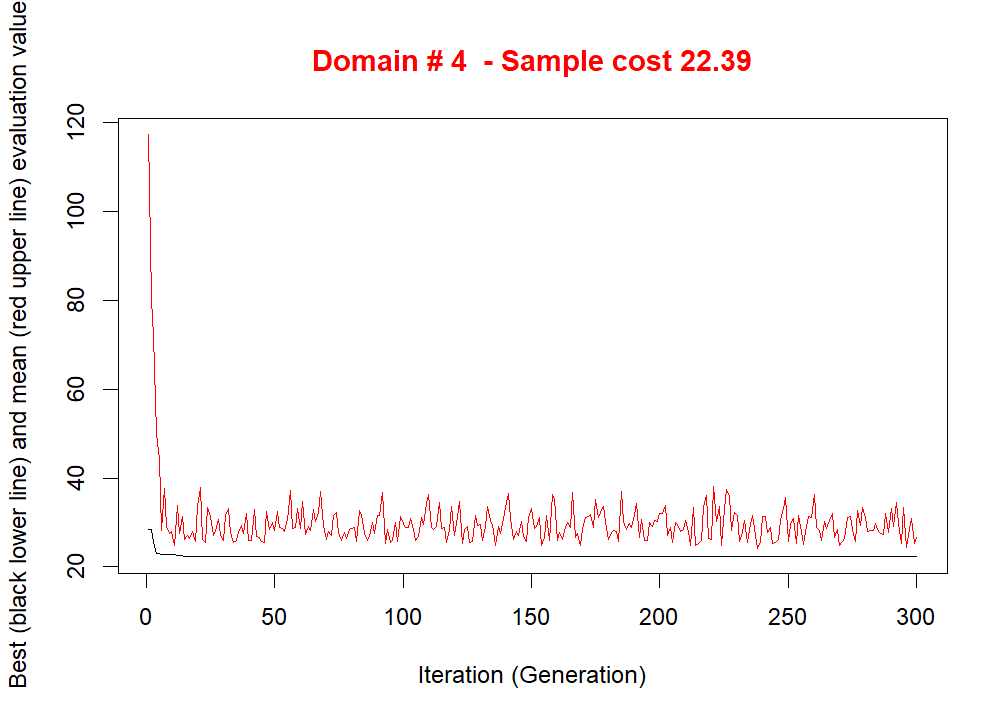 Domain # 4  - Sample cost 22.39
Best (black lower line) and mean (red upper line) evaluation value
120
100
80
60
40
20
0 50 100 150 200 250 300
Iteration (Generation)